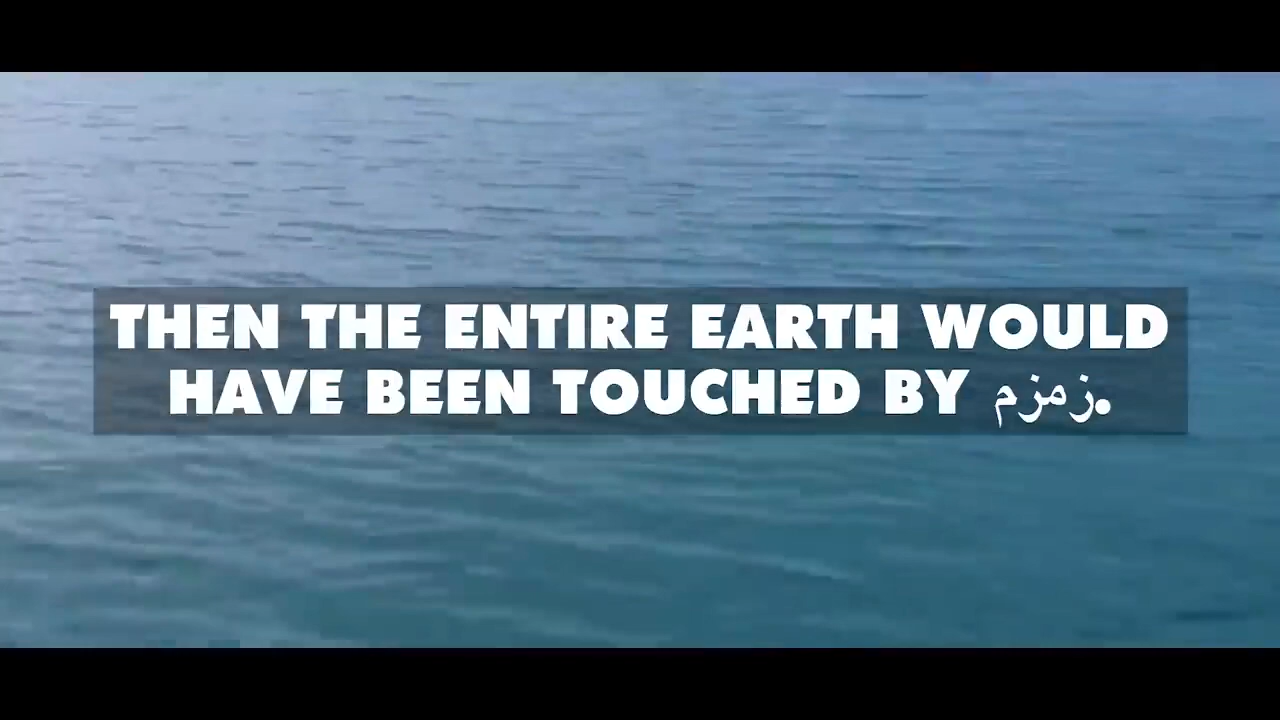 THEN THE ENTIRE EARTH WOULD
HAVE BEEN TOUCHED BY زمزم.